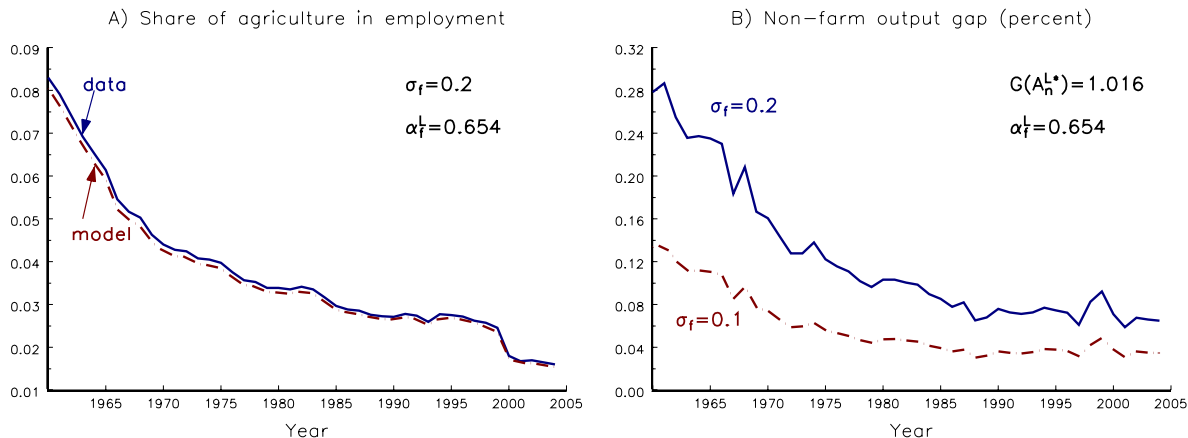 A) Share of agriculture in employment
0.09
0.08
0.07
0.06
0.05
0.04
0.03
0.02
0.01
data
model
σf=0.2
αfL=0.654
1965 1970 1975 1980 1985 1990 1995 2000 2005
Year
B) Non-farm output gap (percent)
0.32
0.28
0.24
0.20
0.16
0.12
0.08
0.04
0.00
σf=0.2
σf=0.1
G(AnL*)=1.016
αfL=0.654
1965 1970 1975 1980 1985 1990 1995 2000 2005
Year